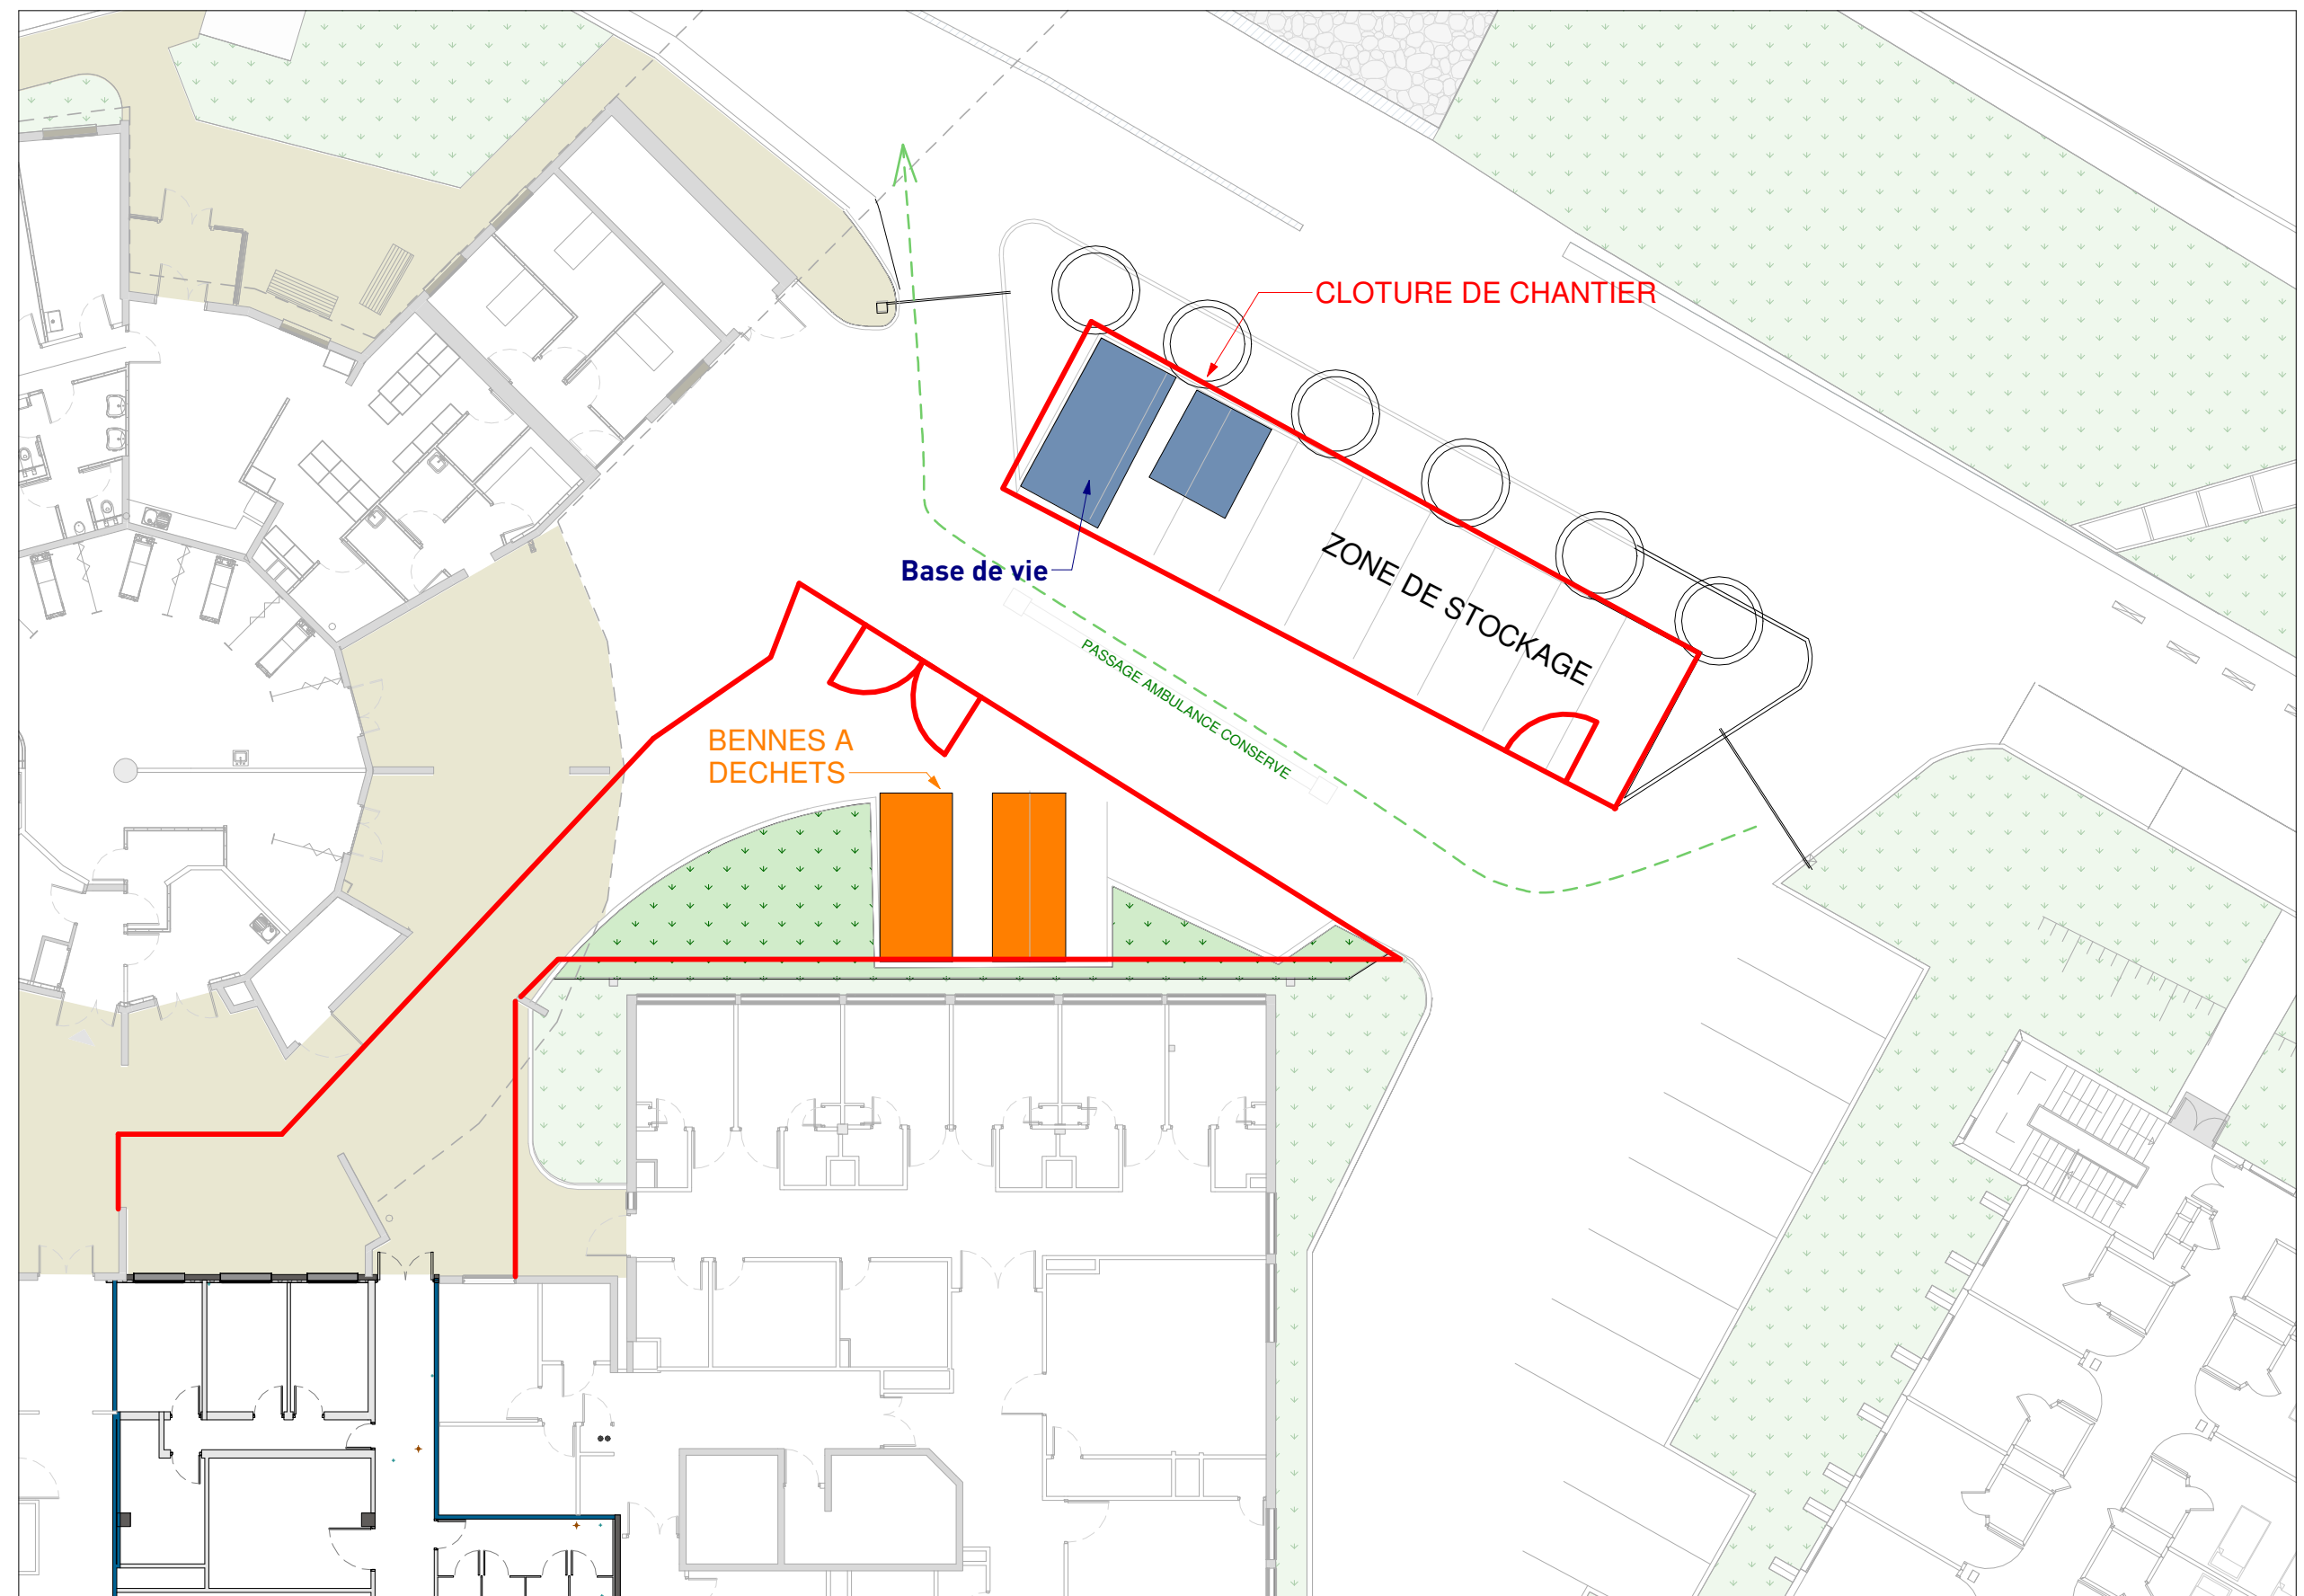 CLOTURE DE CHANTIER
Base de vie
ZONE DE STOCKAGE
PASSAGE AMBULANCE CONSERVE
BENNES A
DECHETS